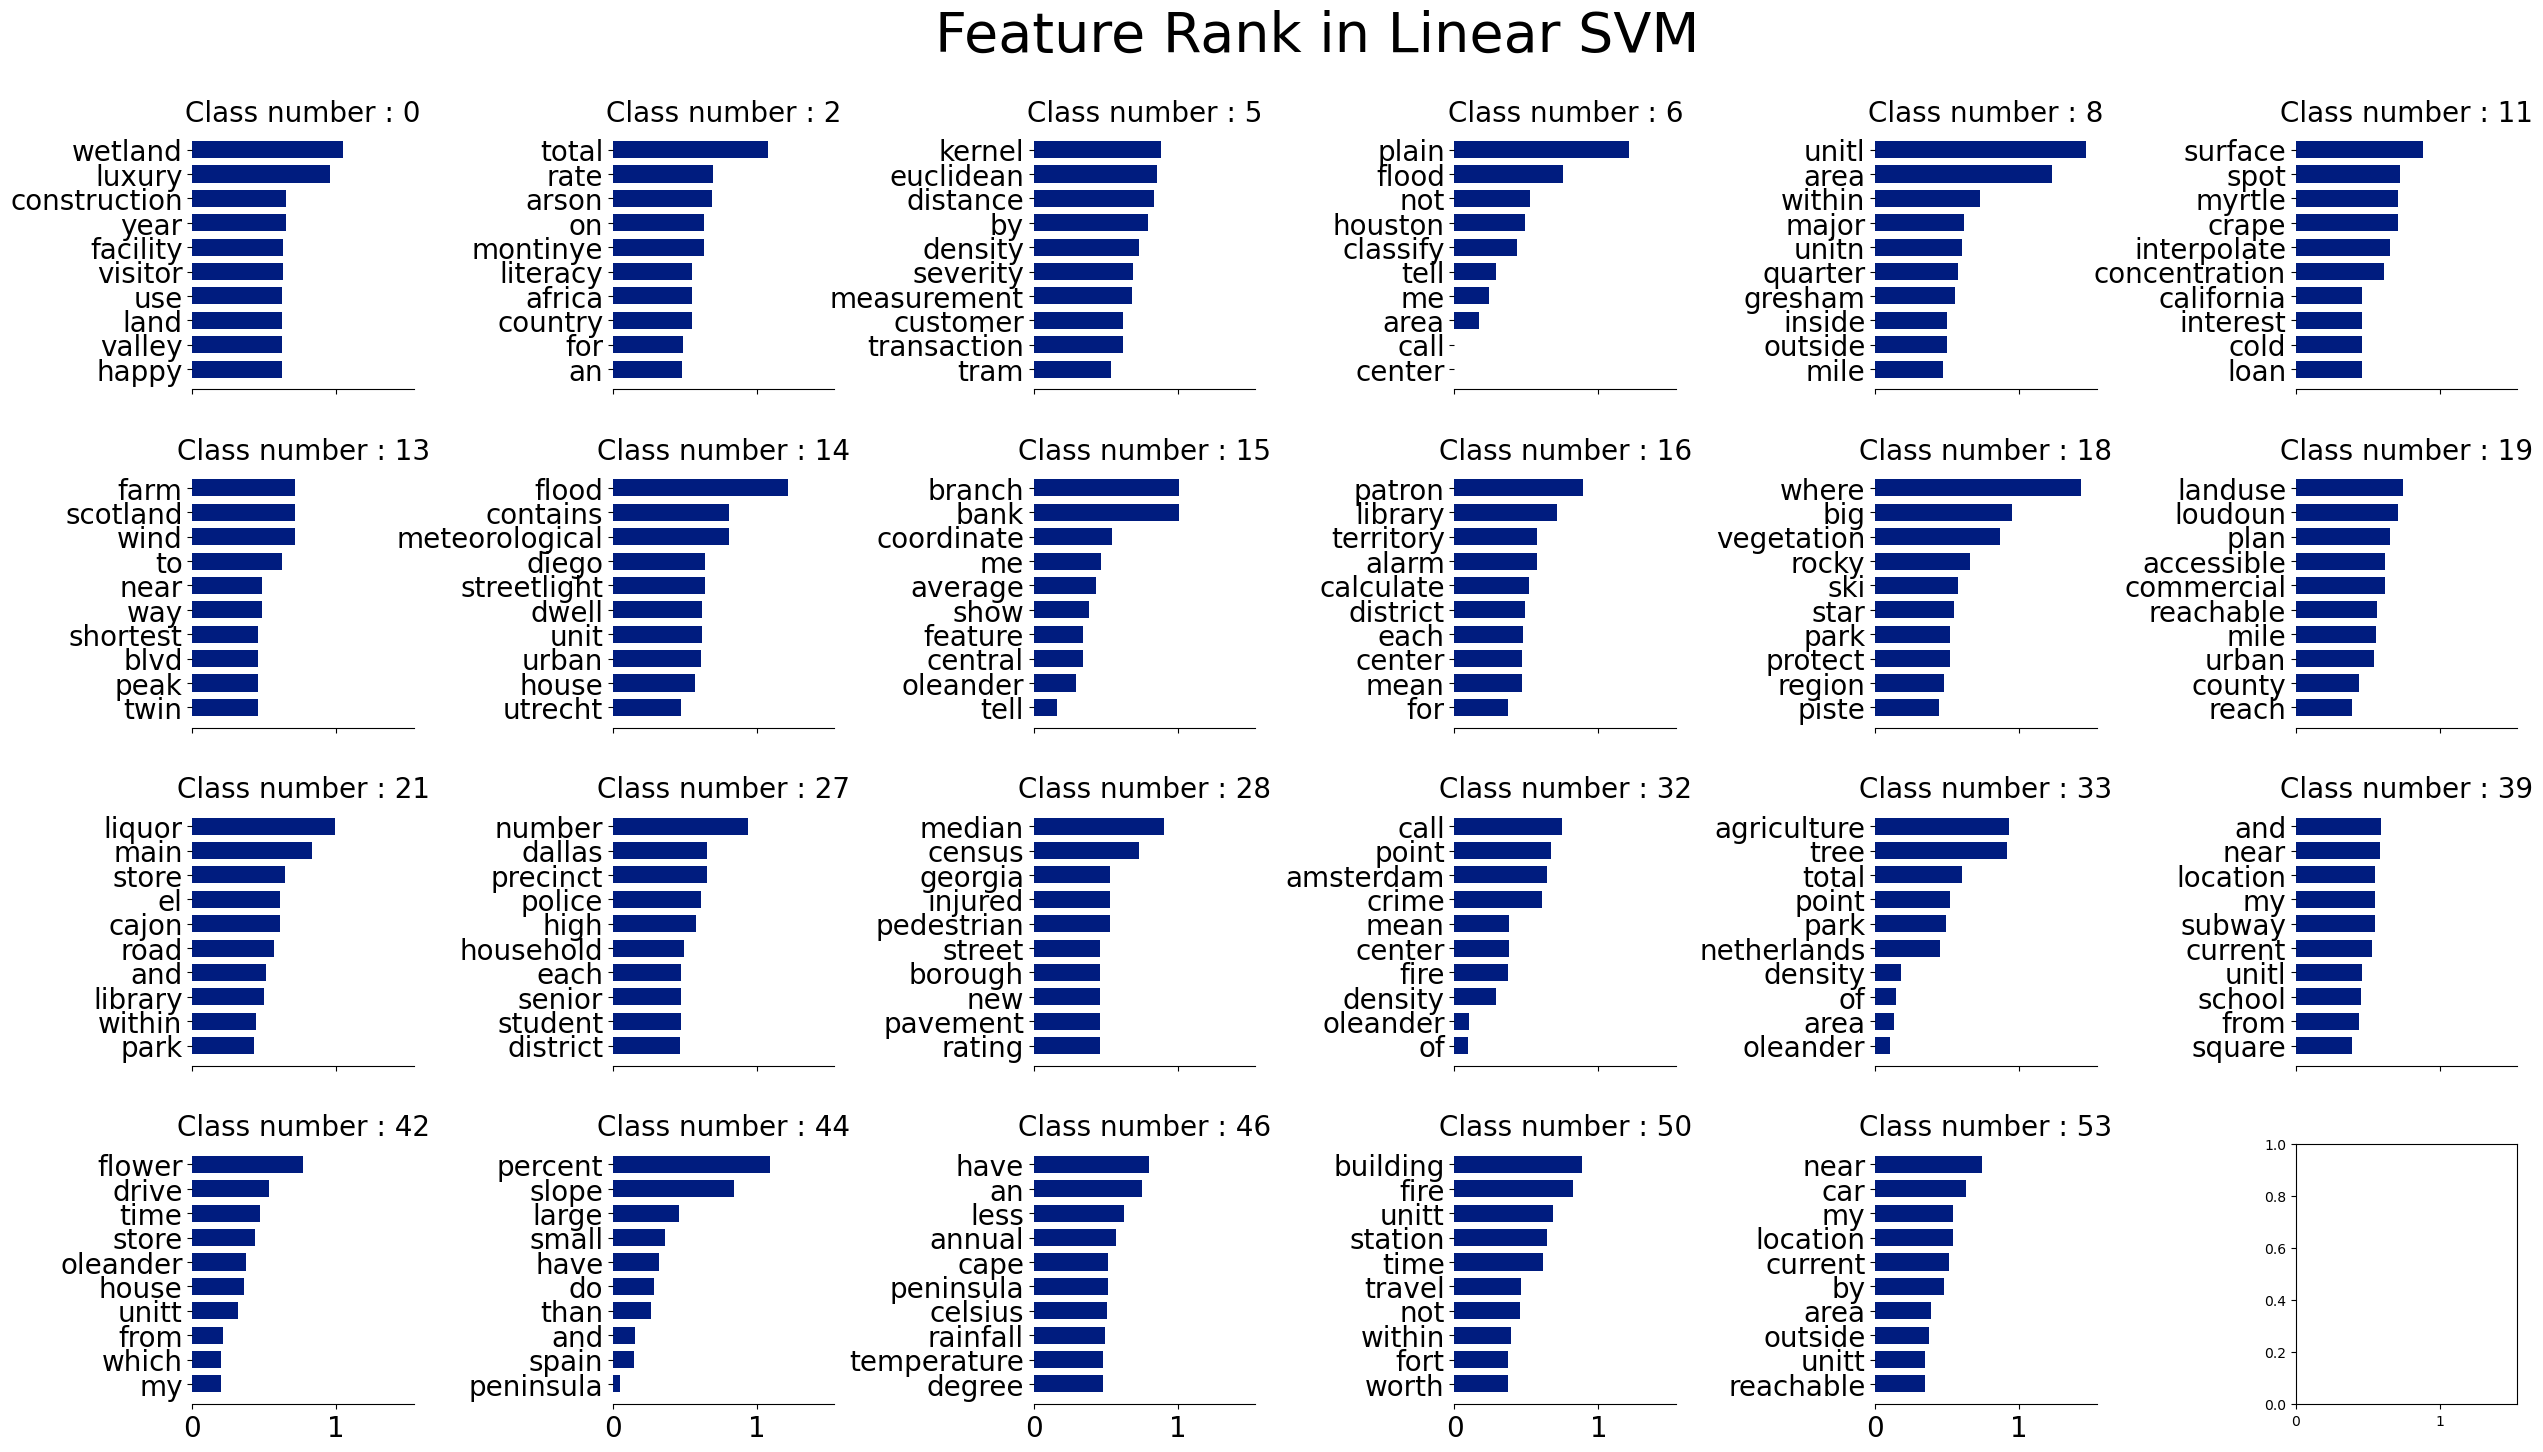 Feature Rank in Linear SVM
Class number : 0
wetland
luxury
construction
year
facility
visitor
use
land
valley
happy
Class number : 2
total
rate
arson
on
montinye
literacy
africa
country
for
an
Class number : 5
kernel
euclidean
distance
by
density
severity
measurement
customer
transaction
tram
Class number : 6
plain
flood
not
houston
classify
tell
me
area
call
center
Class number : 8
unitl
area
within
major
unitn
quarter
gresham
inside
outside
mile
Class number : 11
surface
spot
myrtle
crape
interpolate
concentration
california
interest
cold
loan
Class number : 13
farm
scotland
wind
to
near
way
shortest
blvd
peak
twin
Class number : 14
flood
contains
meteorological
diego
streetlight
dwell
unit
urban
house
utrecht
Class number : 15
branch
bank
coordinate
me
average
show
feature
central
oleander
tell
Class number : 16
patron
library
territory
alarm
calculate
district
each
center
mean
for
Class number : 18
where
big
vegetation
rocky
ski
star
park
protect
region
piste
Class number : 19
landuse
loudoun
plan
accessible
commercial
reachable
mile
urban
county
reach
Class number : 21
liquor
main
store
el
cajon
road
and
library
within
park
Class number : 27
number
dallas
precinct
police
high
household
each
senior
student
district
Class number : 28
median
census
georgia
injured
pedestrian
street
borough
new
pavement
rating
Class number : 32
call
point
amsterdam
crime
mean
center
fire
density
oleander
of
Class number : 33
agriculture
tree
total
point
park
netherlands
density
of
area
oleander
Class number : 39
and
near
location
my
subway
current
unitl
school
from
square
Class number : 42
flower
drive
time
store
oleander
house
unitt
from
which
my
0 1
Class number : 44
percent
slope
large
small
have
do
than
and
spain
peninsula
0 1
Class number : 46
have
an
less
annual
cape
peninsula
celsius
rainfall
temperature
degree
0 1
Class number : 50
building
fire
unitt
station
time
travel
not
within
fort
worth
0 1
Class number : 53
near
car
my
location
current
by
area
outside
unitt
reachable
0 1
1.0
0.8
0.6
0.4
0.2
0.0
0 1